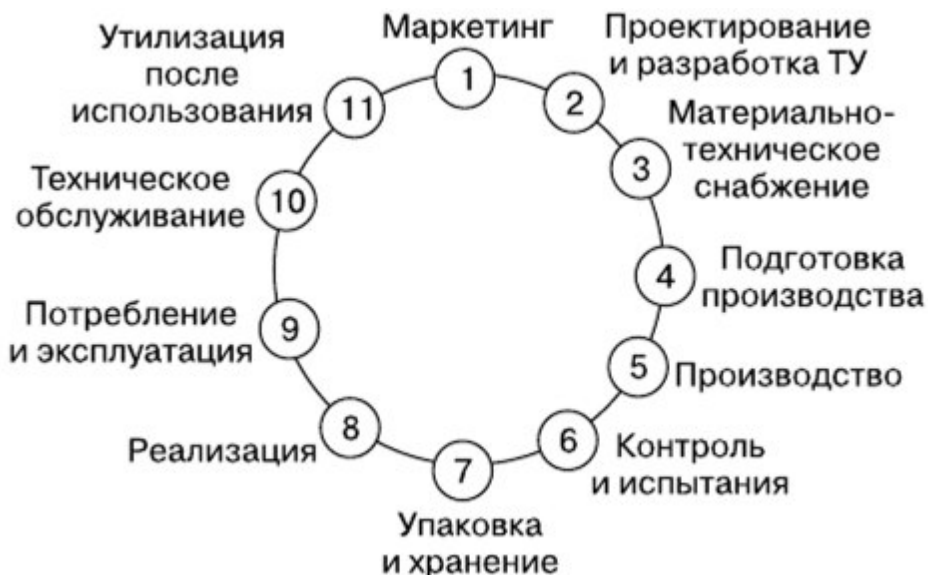 Маркетинг
1
Проектирование
и разработка ТУ
2
Материально-
техническое
снабжение
3
Подготовка
производства
4
Производство
5
Контроль
и испытания
6
Упаковка
и хранение
7
Реализация
8
Потребление
и эксплуатация
9
Техническое
обслуживание
10
Утилизация
после
использования
11